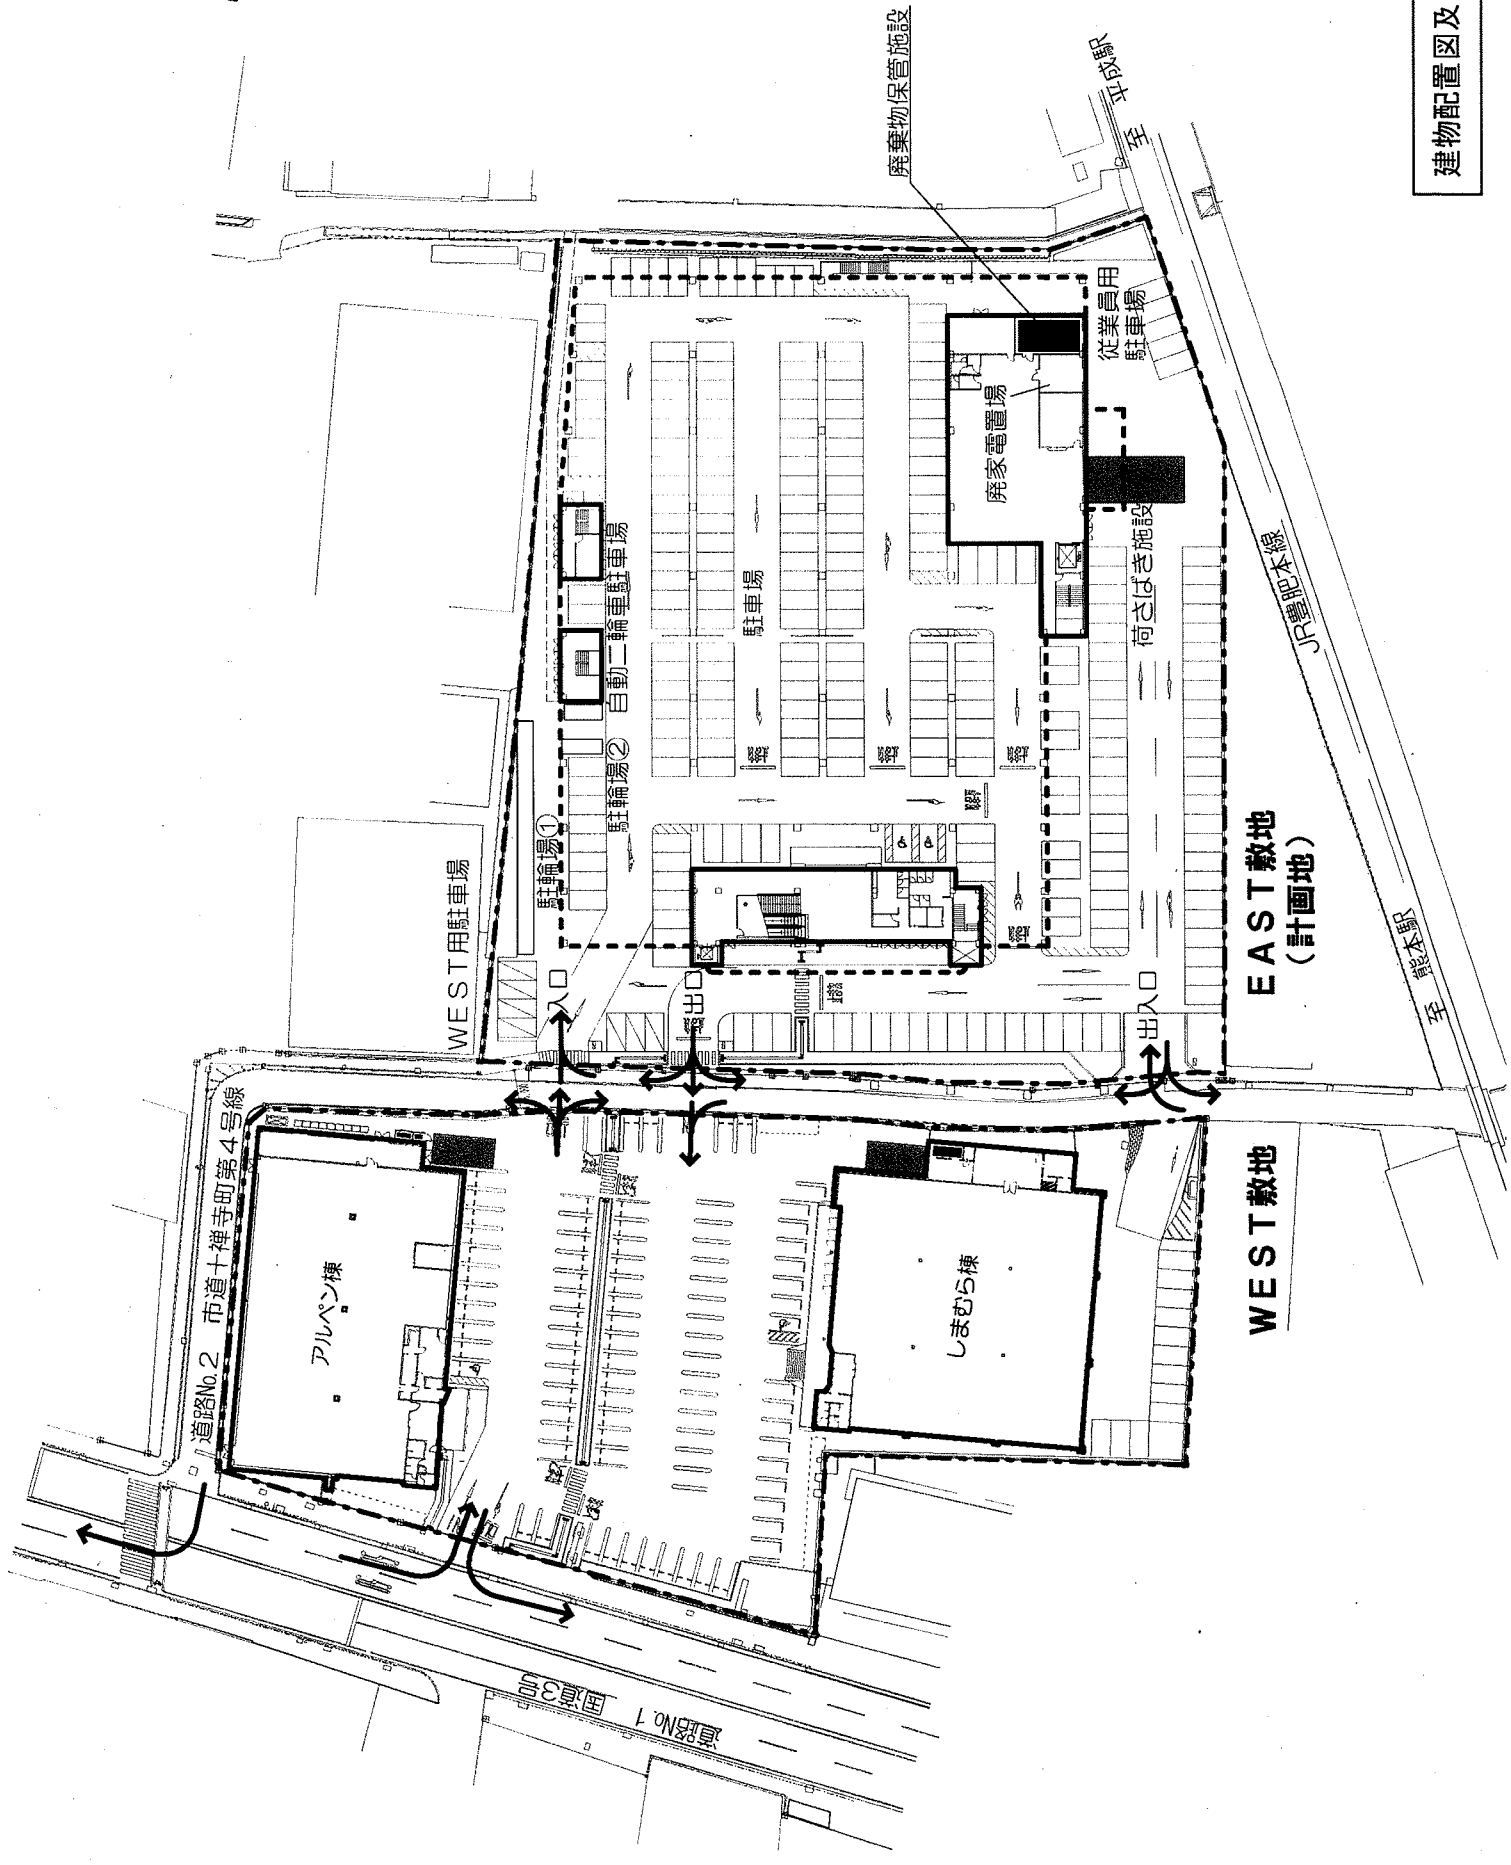 建物配置図及
廃棄物保管施設
至 平成駅
従業員用
駐車場
廃家電置場
荷さばき施設
JR豊肥本線
自動二輪車駐車場
駐車場
駐輪場②
駐輪場①
WEST用駐車場
入口
出口
出入口
EAST敷地
(計画地)
至 熊本駅
WEST敷地
道路No.2 市道十禅寺町第4号線
アルペン棟
しまむら棟
道路No.1 国道3号